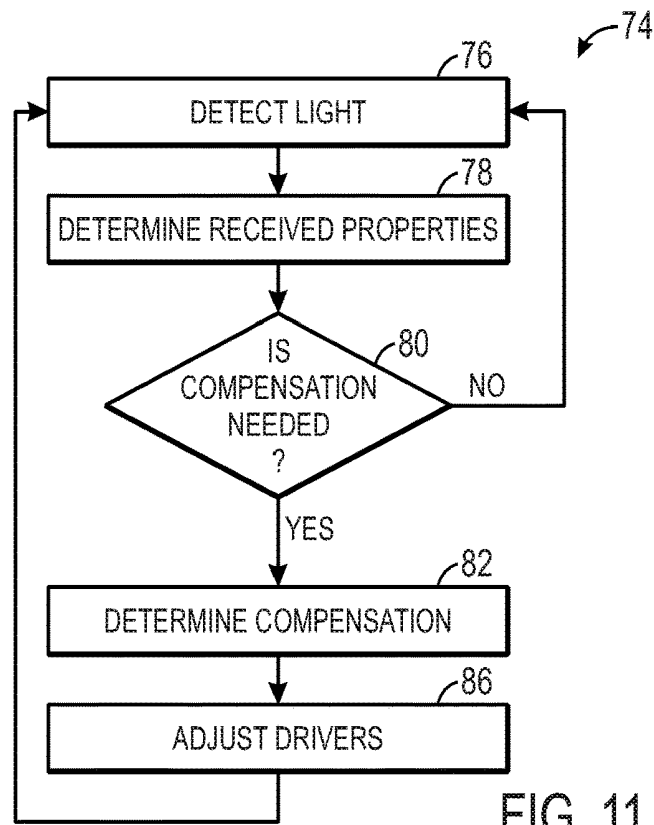 74
76
DETECT LIGHT
78
DETERMINE RECEIVED PROPERTIES
80
IS
COMPENSATION
NEEDED
?
NO
YES
82
DETERMINE COMPENSATION
86
ADJUST DRIVERS
FIG. 11